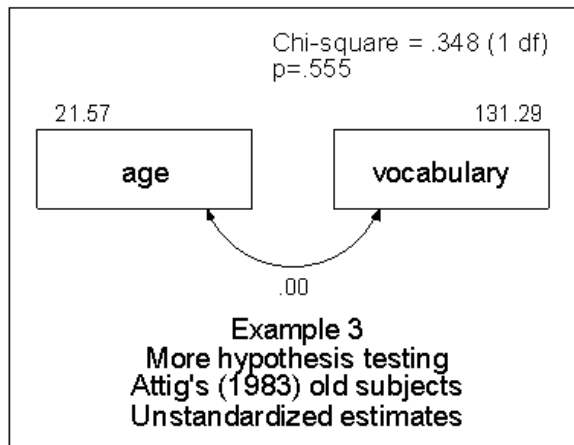 Chi-square = .348 (1 df)
p=.555
21.57
131.29
age
vocabulary
.00
Example 3
More hypothesis testing
Attig's (1983) old subjects
Unstandardized estimates